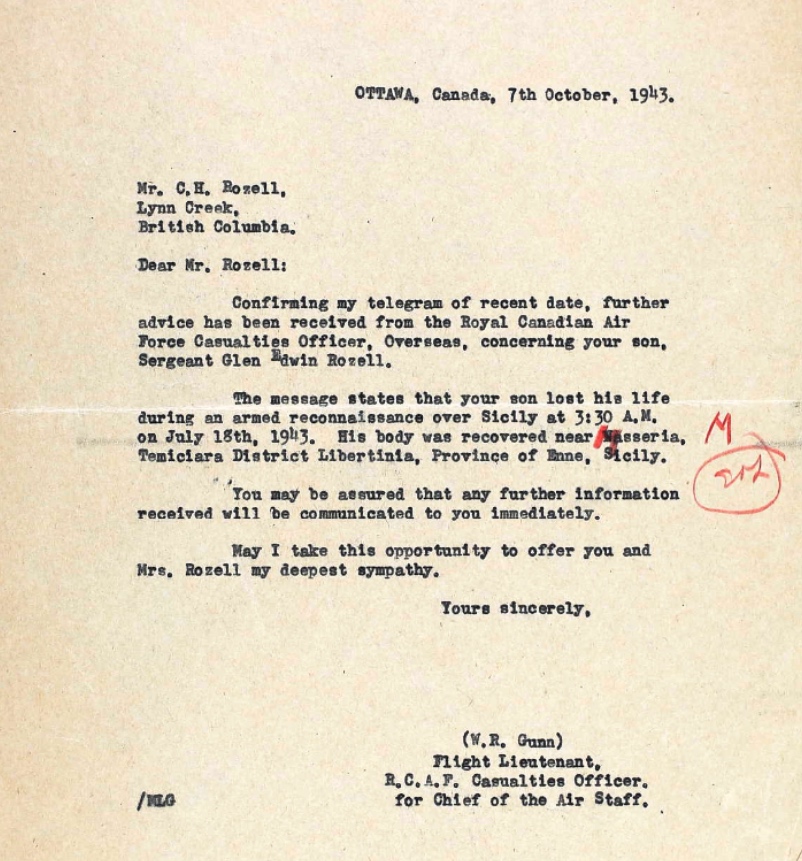 OTTAWA, Canada, 7th October, 1943.
Mr. C.H. Rozell,
Lynn Creek,
British Columbia.
Dear Mr. Rozell:
Confirming my telegram of recent date, further
advice has been received from the Royal Canadian Air
Force Casualties Officer, Overseas, concerning your son,
Sergeant Glen Edwin Rozell.
The message states that your son lost his life
during an armed reconnaissance over Sicily at 3:30 A.M.
on July 18th, 1943. His body was recovered near Masseria, M
Temiciara District Libertinia, Province of Enne, Sicily.
You may be assured that any further information
received will be communicated to you immediately.
May I take this opportunity to offer you and
Mrs. Rozell my deepest sympathy.
Yours sincerely,
(W.R. Gunn)
Flight Lieutenant,
R.C.A.F. Casualties Officer.
/MLG for Chief of the Air Staff.